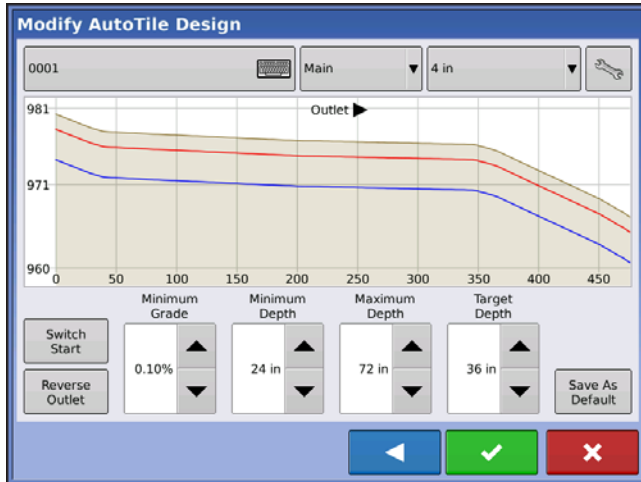 Modify AutoTile Design
0001
Main
4 in
Outlet
981
971
960
0 50 100 150 200 250 300 350 400 450
Minimum
Grade
Minimum
Depth
Maximum
Depth
Target
Depth
Switch
Start
Reverse
Outlet
0.10%
24 in
72 in
36 in
Save As
Default